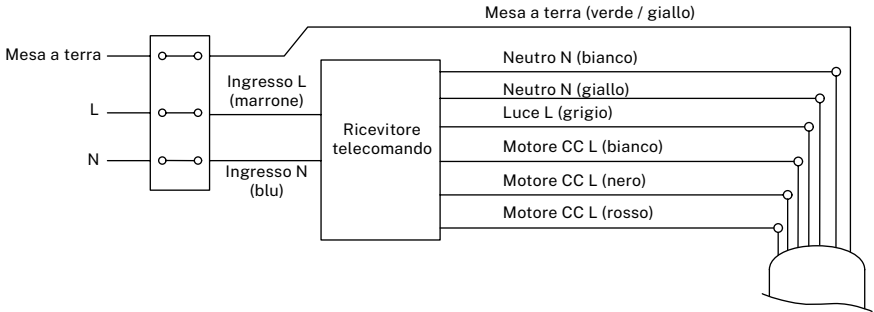 Mesa a terra (verde / giallo)
Mesa a terra
Neutro N (bianco)
Ingresso L
(marrone)
Neutro N (giallo)
L
Luce L (grigio)
Ricevitore
telecomando
Motore CC L (bianco)
N
Ingresso N
(blu)
Motore CC L (nero)
Motore CC L (rosso)